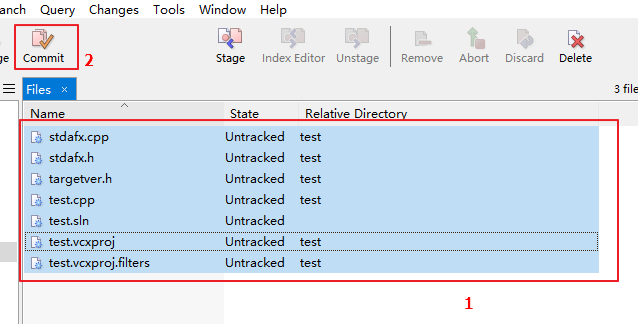 arch Query Changes Tools Window Help
ge Commit 2 Stage Index Editor Unstage Remove Abort Discard Delete
Files × 3 file
Name State Relative Directory
stdafx.cpp Untracked test
stdafx.h Untracked test
targetver.h Untracked test
test.cpp Untracked test
test.sln Untracked
test.vcxproj Untracked test
test.vcxproj.filters Untracked test
1